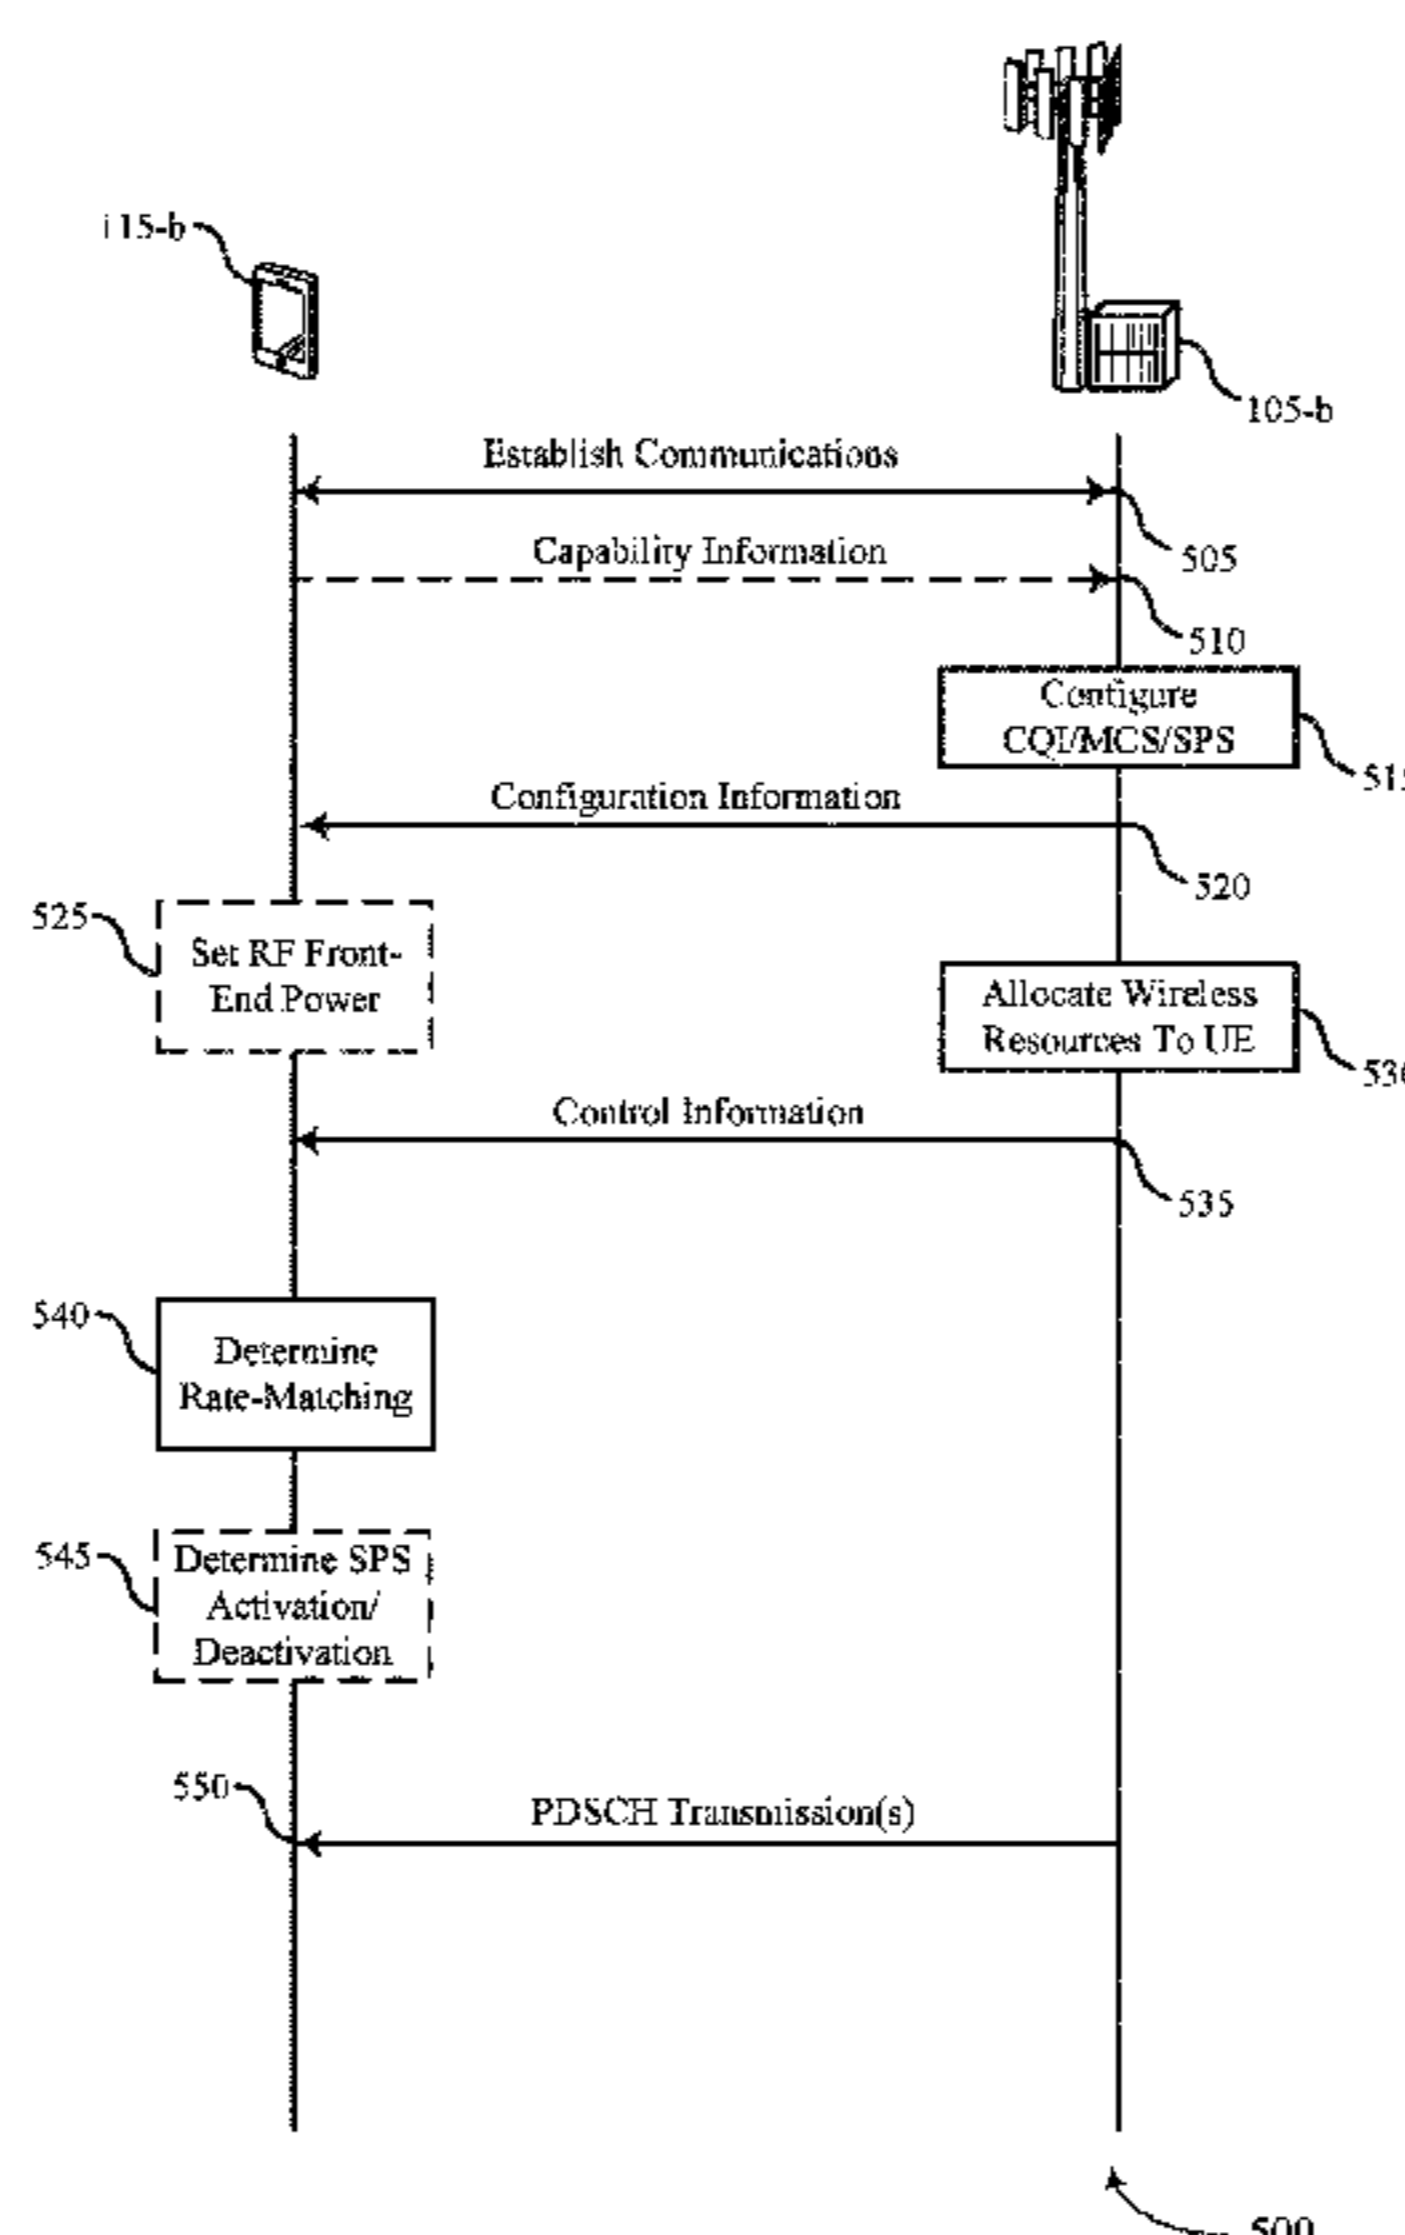 115-b
105-b
Establish Communications
505
Capability Information
510
Configure
CQI/MCS/SPS
515
Configuration Information
520
525
Set RF Front-
End Power
Allocate Wireless
Resources To UE
530
Control Information
535
540
Determine
Rate-Matching
545
Determine SPS
Activation/
Deactivation
550
PDSCH Transmission(s)
500